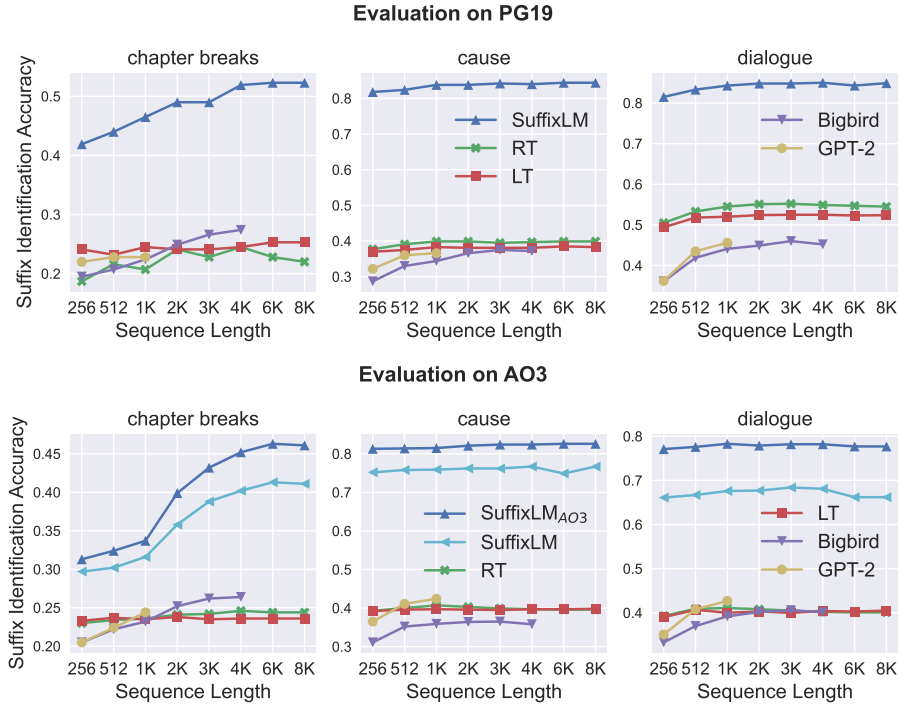 Evaluation on PG19
chapter breaks
cause
dialogue
Suffix Identification Accuracy
0.5
0.4
0.3
0.2
256 512 1K 2K 3K 4K 6K 8K
Sequence Length
0.8
0.7
0.6
0.5
0.4
0.3
SuffixLM
RT
LT
256 512 1K 2K 3K 4K 6K 8K
Sequence Length
0.8
0.7
0.6
0.5
0.4
Bigbird
GPT-2
256 512 1K 2K 3K 4K 6K 8K
Sequence Length
Evaluation on AO3
chapter breaks
cause
dialogue
Suffix Identification Accuracy
0.45
0.40
0.35
0.30
0.25
0.20
256 512 1K 2K 3K 4K 6K 8K
Sequence Length
0.8
0.7
0.6
0.5
0.4
0.3
SuffixLM AO3
SuffixLM
RT
256 512 1K 2K 3K 4K 6K 8K
Sequence Length
0.8
0.7
0.6
0.5
0.4
LT
Bigbird
GPT-2
256 512 1K 2K 3K 4K 6K 8K
Sequence Length